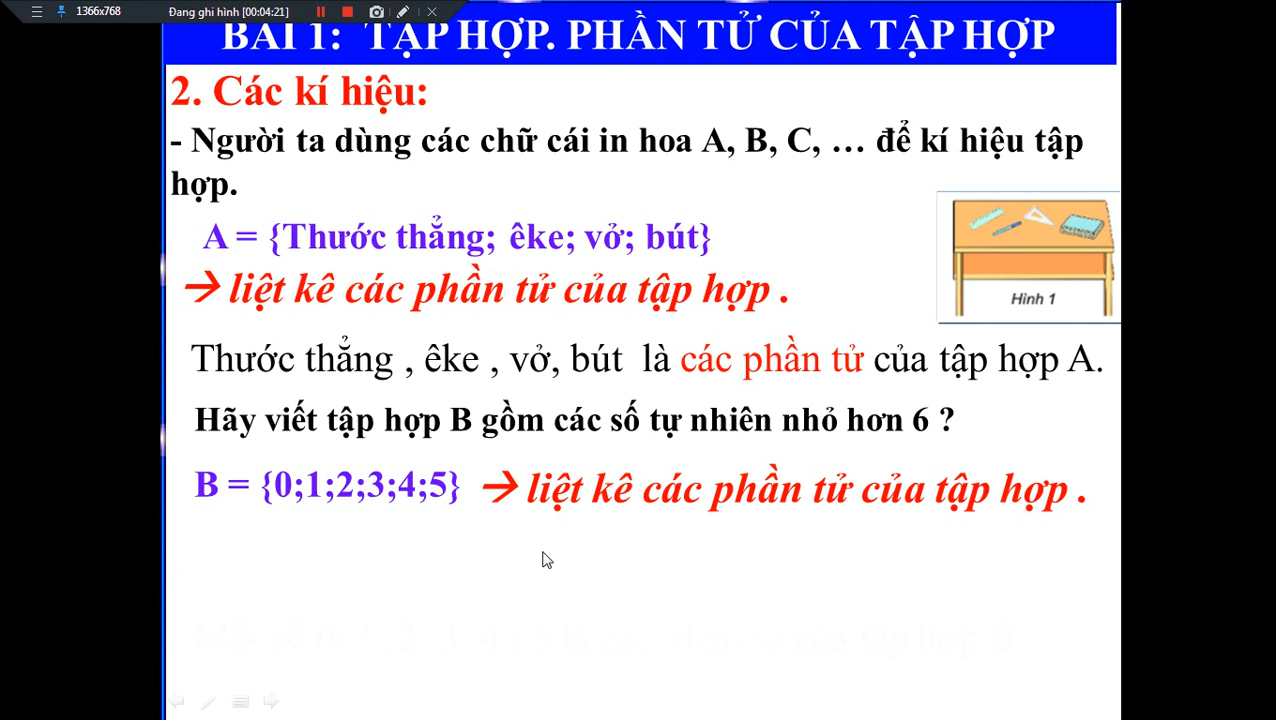 1366x768 Đang ghi hình [00:04:21]
BÀI 1: TẬP HỢP. PHẦN TỬ CỦA TẬP HỢP
2. Các kí hiệu:
- Người ta dùng các chữ cái in hoa A, B, C, … để kí hiệu tập
hợp.
A = {Thước thẳng; êke; vở; bút}
→ liệt kê các phần tử của tập hợp .
Hình 1
Thước thẳng , êke , vở, bút là các phần tử của tập hợp A.
Hãy viết tập hợp B gồm các số tự nhiên nhỏ hơn 6 ?
B = {0;1;2;3;4;5} → liệt kê các phần tử của tập hợp .